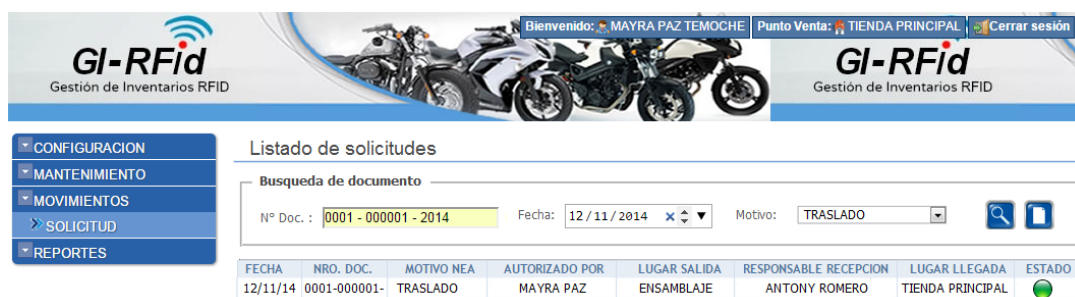 Bienvenido: MAYRA PAZ TEMOCHE Punto Venta: TIENDA PRINCIPAL Cerrar sesión
GI-RFid
Gestión de Inventarios RFID
GI-RFid
Gestión de Inventarios RFID
CONFIGURACION
MANTENIMIENTO
MOVIMIENTOS
SOLICITUD
REPORTES
Listado de solicitudes
Busqueda de documento
Nº Doc. : 0001 - 000001 - 2014 Fecha: 12/11/2014 Motivo: TRASLADO
FECHA NRO. DOC. MOTIVO NEA AUTORIZADO POR LUGAR SALIDA RESPONSABLE RECEPCION LUGAR LLEGADA ESTADO
12/11/14 0001-000001- TRASLADO MAYRA PAZ ENSAMBLAJE ANTONY ROMERO TIENDA PRINCIPAL